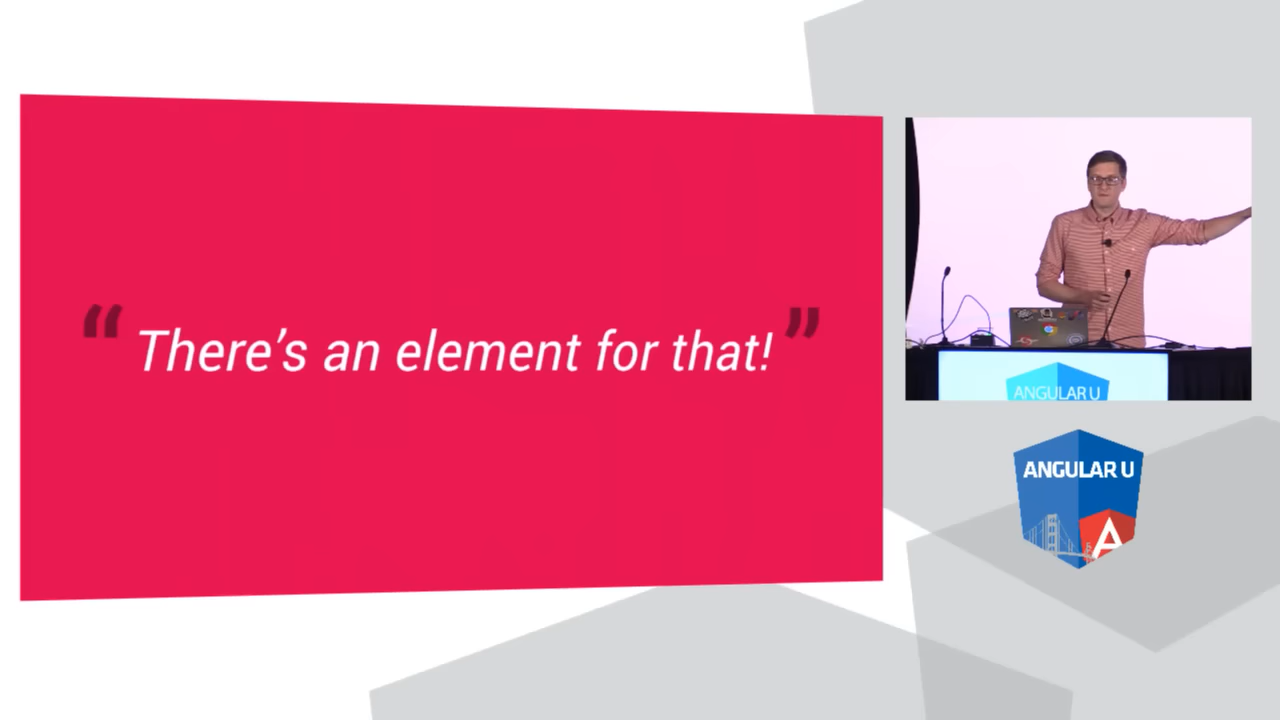 “ There’s an element for that! ”
ANGULAR U
ANGULAR U
A